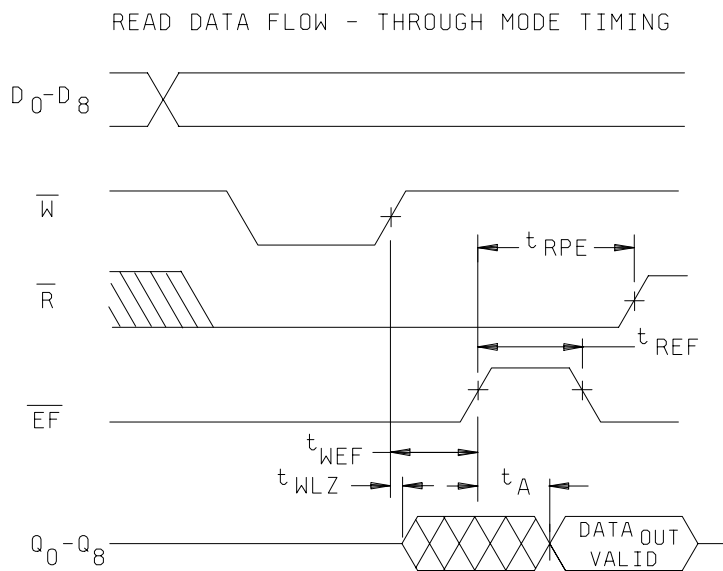 READ DATA FLOW - THROUGH MODE TIMING
D0-D8
W
R
tRPE
tREF
EF
tWEF
tWLZ
tA
Q0-Q8
DATA OUT
VALID